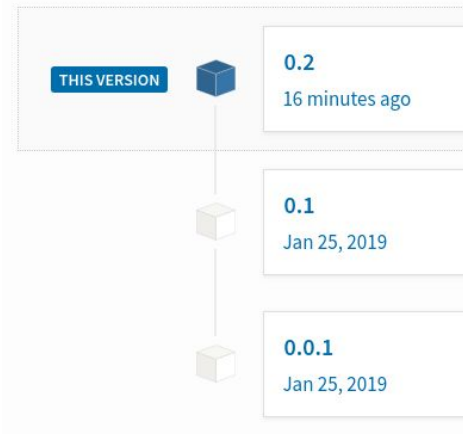 THIS VERSION
0.2
16 minutes ago
0.1
Jan 25, 2019
0.0.1
Jan 25, 2019